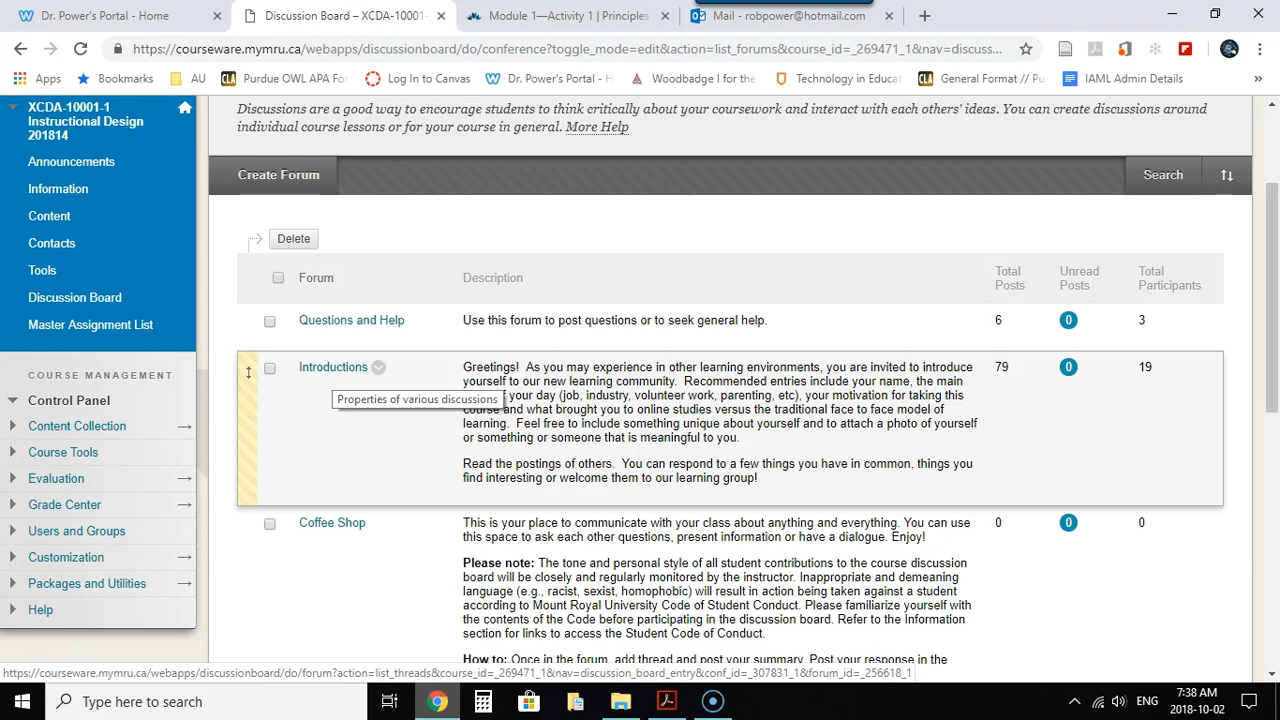 Dr. Power's Portal - Home
Discussion Board – XCDA-10001-
Module 1—Activity 1 | Principles
Mail - robpower@hotmail.com
https://courseware.mymru.ca/webapps/discussionboard/do/conference?toggle_mode=edit&action=list_forums&course_id=_269471_1&nav=discuss...
Apps
Bookmarks
AU
Purdue OWL APA For
Log In to Canvas
Dr. Power's Portal - H
Woodbadge I for the
Technology in Educat
General Format // Pu
IAML Admin Details
XCDA-10001-1
Instructional Design
201814
Announcements
Information
Content
Contacts
Tools
Discussion Board
Master Assignment List
COURSE MANAGEMENT
Control Panel
Content Collection
Course Tools
Evaluation
Grade Center
Users and Groups
Customization
Packages and Utilities
Help
Discussions are a good way to encourage students to think critically about your coursework and interact with each others' ideas. You can create discussions around
individual course lessons or for your course in general. More Help
Create Forum
Search
Delete
Forum
Description
Total
Posts
Unread
Posts
Total
Participants
Questions and Help
Use this forum to post questions or to seek general help.
6
0
3
Introductions
Greetings! As you may experience in other learning environments, you are invited to introduce
yourself to our new learning community. Recommended entries include your name, the main
of your day (job, industry, volunteer work, parenting, etc), your motivation for taking this
course and what brought you to online studies versus the traditional face to face model of
learning. Feel free to include something unique about yourself and to attach a photo of yourself
or something or someone that is meaningful to you.
Read the postings of others. You can respond to a few things you have in common, things you
find interesting or welcome them to our learning group!
79
0
19
Properties of various discussions
Coffee Shop
This is your place to communicate with your class about anything and everything. You can use
this space to ask each other questions, present information or have a dialogue. Enjoy!
Please note: The tone and personal style of all student contributions to the course discussion
board will be closely and regularly monitored by the instructor. Inappropriate and demeaning
language (e.g., racist, sexist, homophobic) will result in action being taken against a student
according to Mount Royal University Code of Student Conduct. Please familiarize yourself with
the contents of the Code before participating in the discussion board. Refer to the Information
section for links to access the Student Code of Conduct.
How to: Once in the forum, add thread and post your summary. Post your response in the
0
0
0
https://courseware.mymru.ca/webapps/discussionboard/do/forum?action=list_threads&course_id=_269471_1&nav=discussion_board_entry&conf_id=_307831_1&forum_id=_256618_1
Type here to search
ENG
7:38 AM
2018-10-02